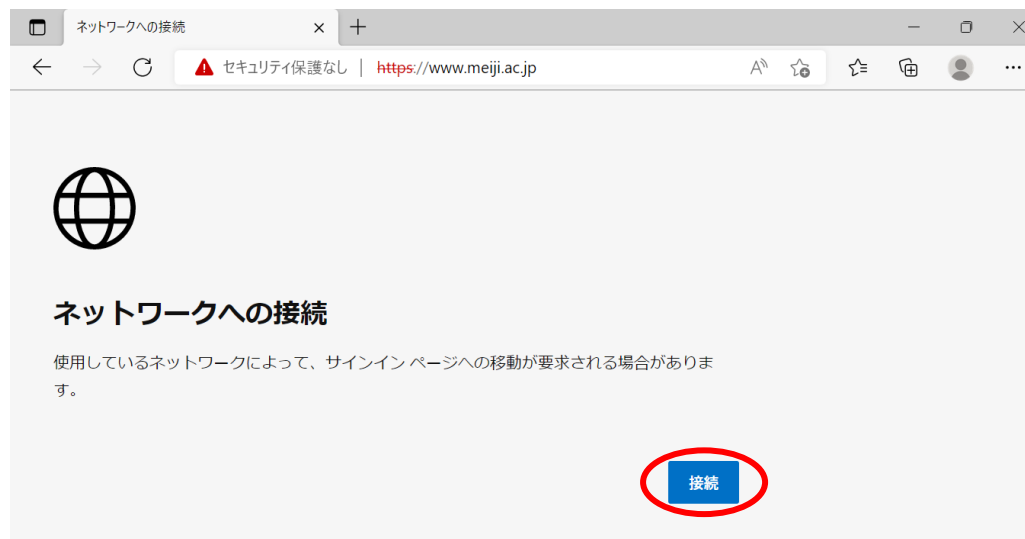 ネットワークへの接続
セキュリティ保護なし | https://www.meiji.ac.jp
ネットワークへの接続
使用しているネットワークによって、サインイン ページへの移動が要求される場合がありま
す。
接続